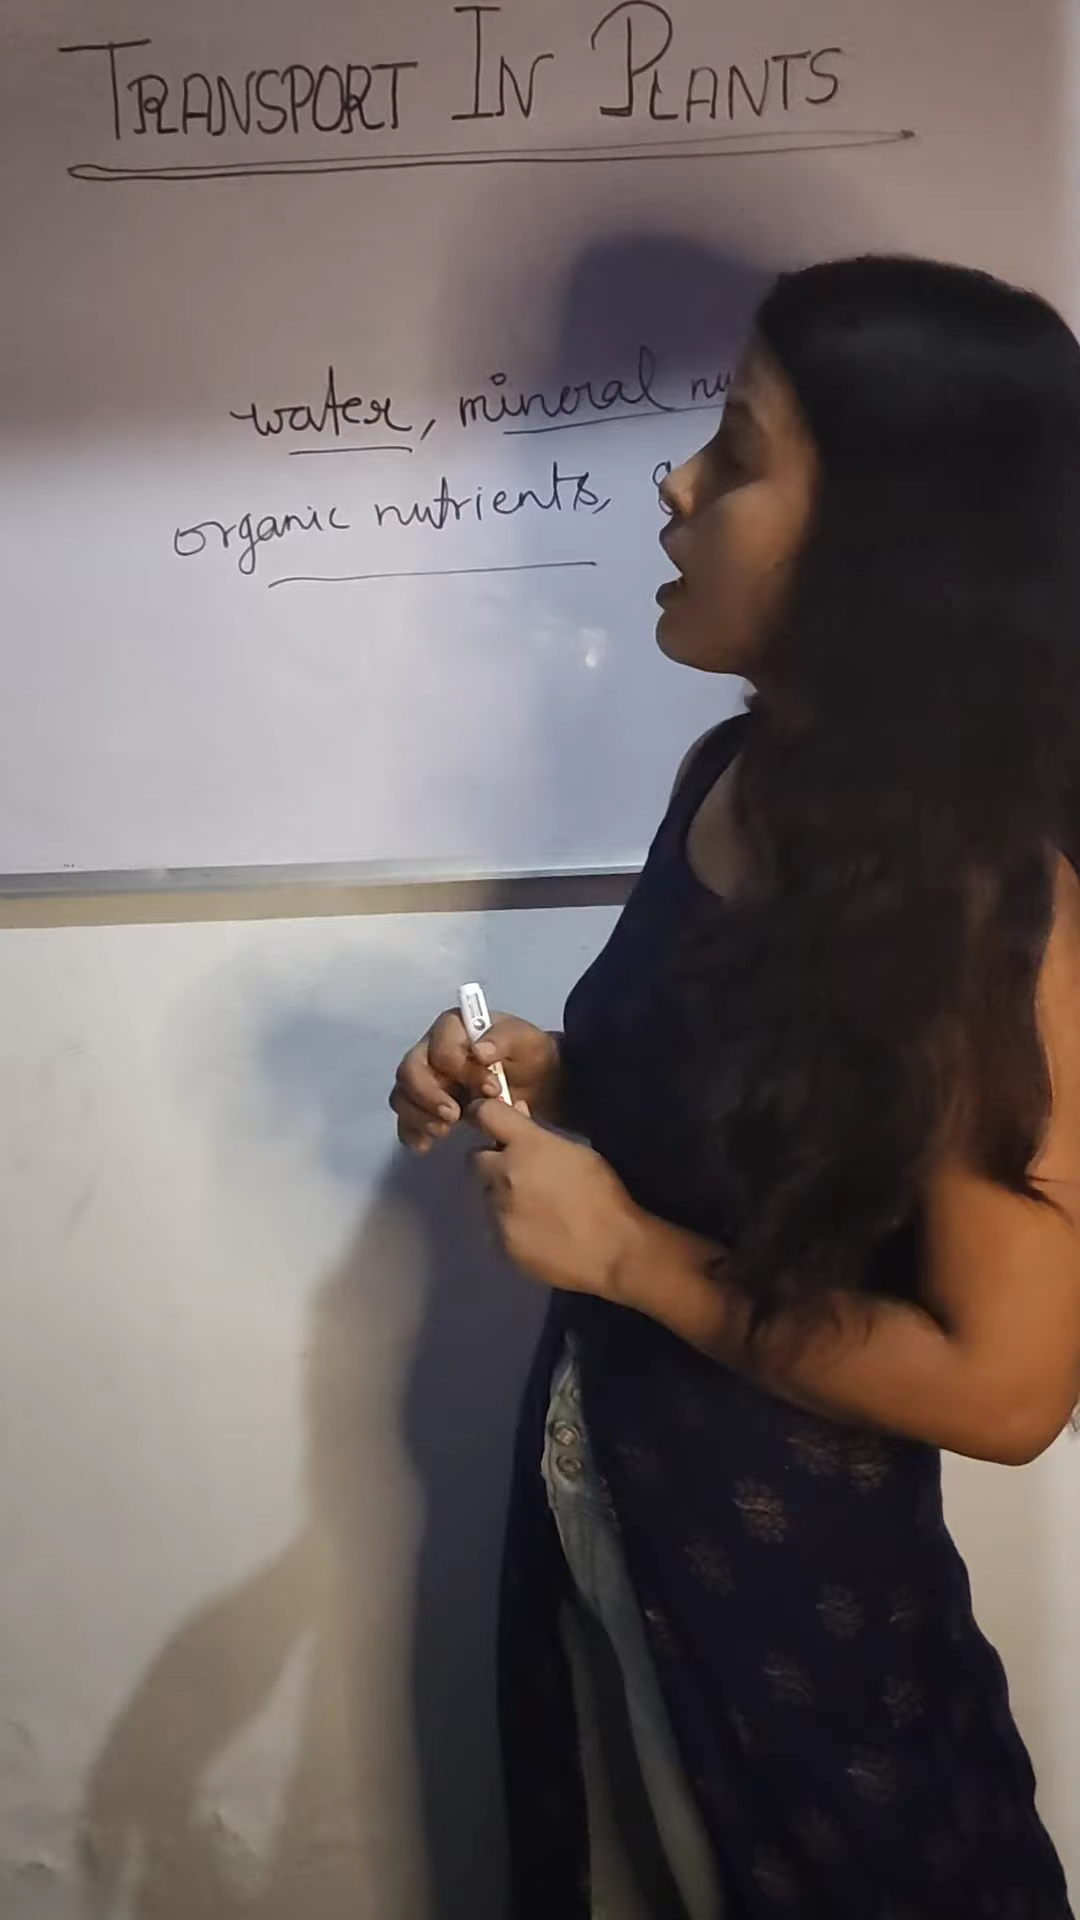 TRANSPORT IN PLANTS
water, mineral
organic nutrients,